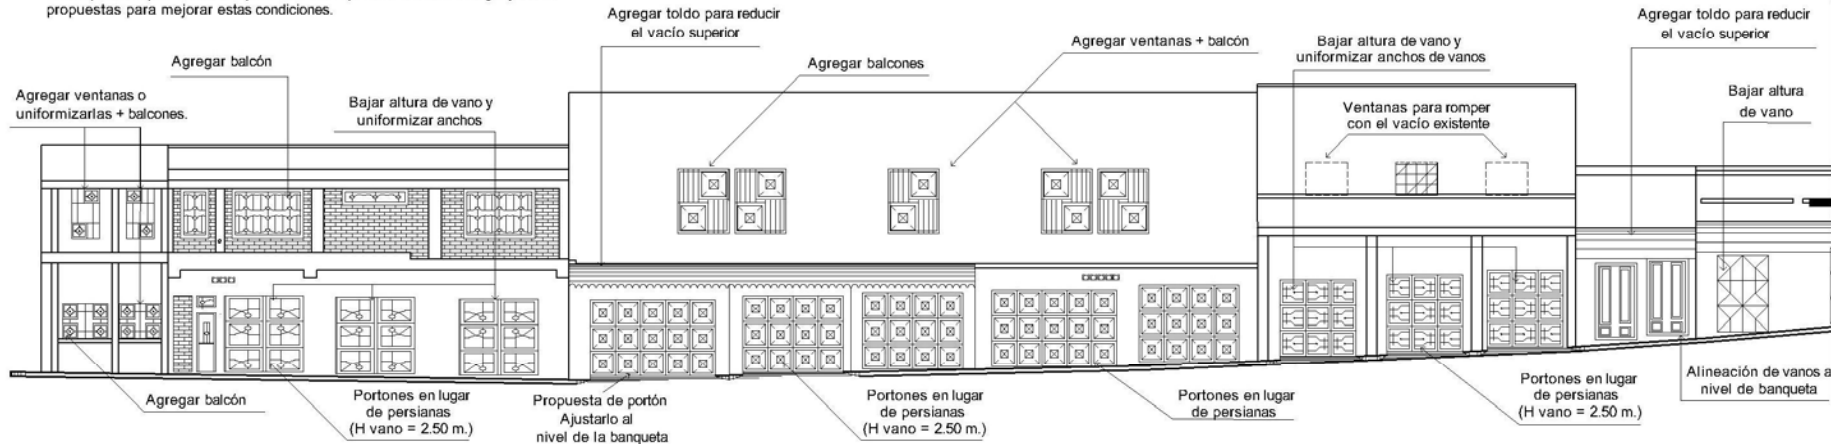 propuestas para mejorar estas condiciones.
Agregar toldo para reducir
el vacío superior
Agregar toldo para reducir
el vacío superior
Agregar ventanas + balcón
Bajar altura de vano y
uniformizar anchos de vanos
Agregar balcón
Agregar balcones
Agregar ventanas o
uniformizarlas + balcones.
Bajar altura de vano y
uniformizar anchos
Ventanas para romper
con el vacío existente
Bajar altura
de vano
Agregar balcón
Portones en lugar
de persianas
(H vano = 2.50 m.)
Propuesta de portón
Ajustarlo al
nivel de la banqueta
Portones en lugar
de persianas
(H vano = 2.50 m.)
Portones en lugar
de persianas
Portones en lugar
de persianas
(H vano = 2.50 m.)
Alineación de vanos a
nivel de banqueta